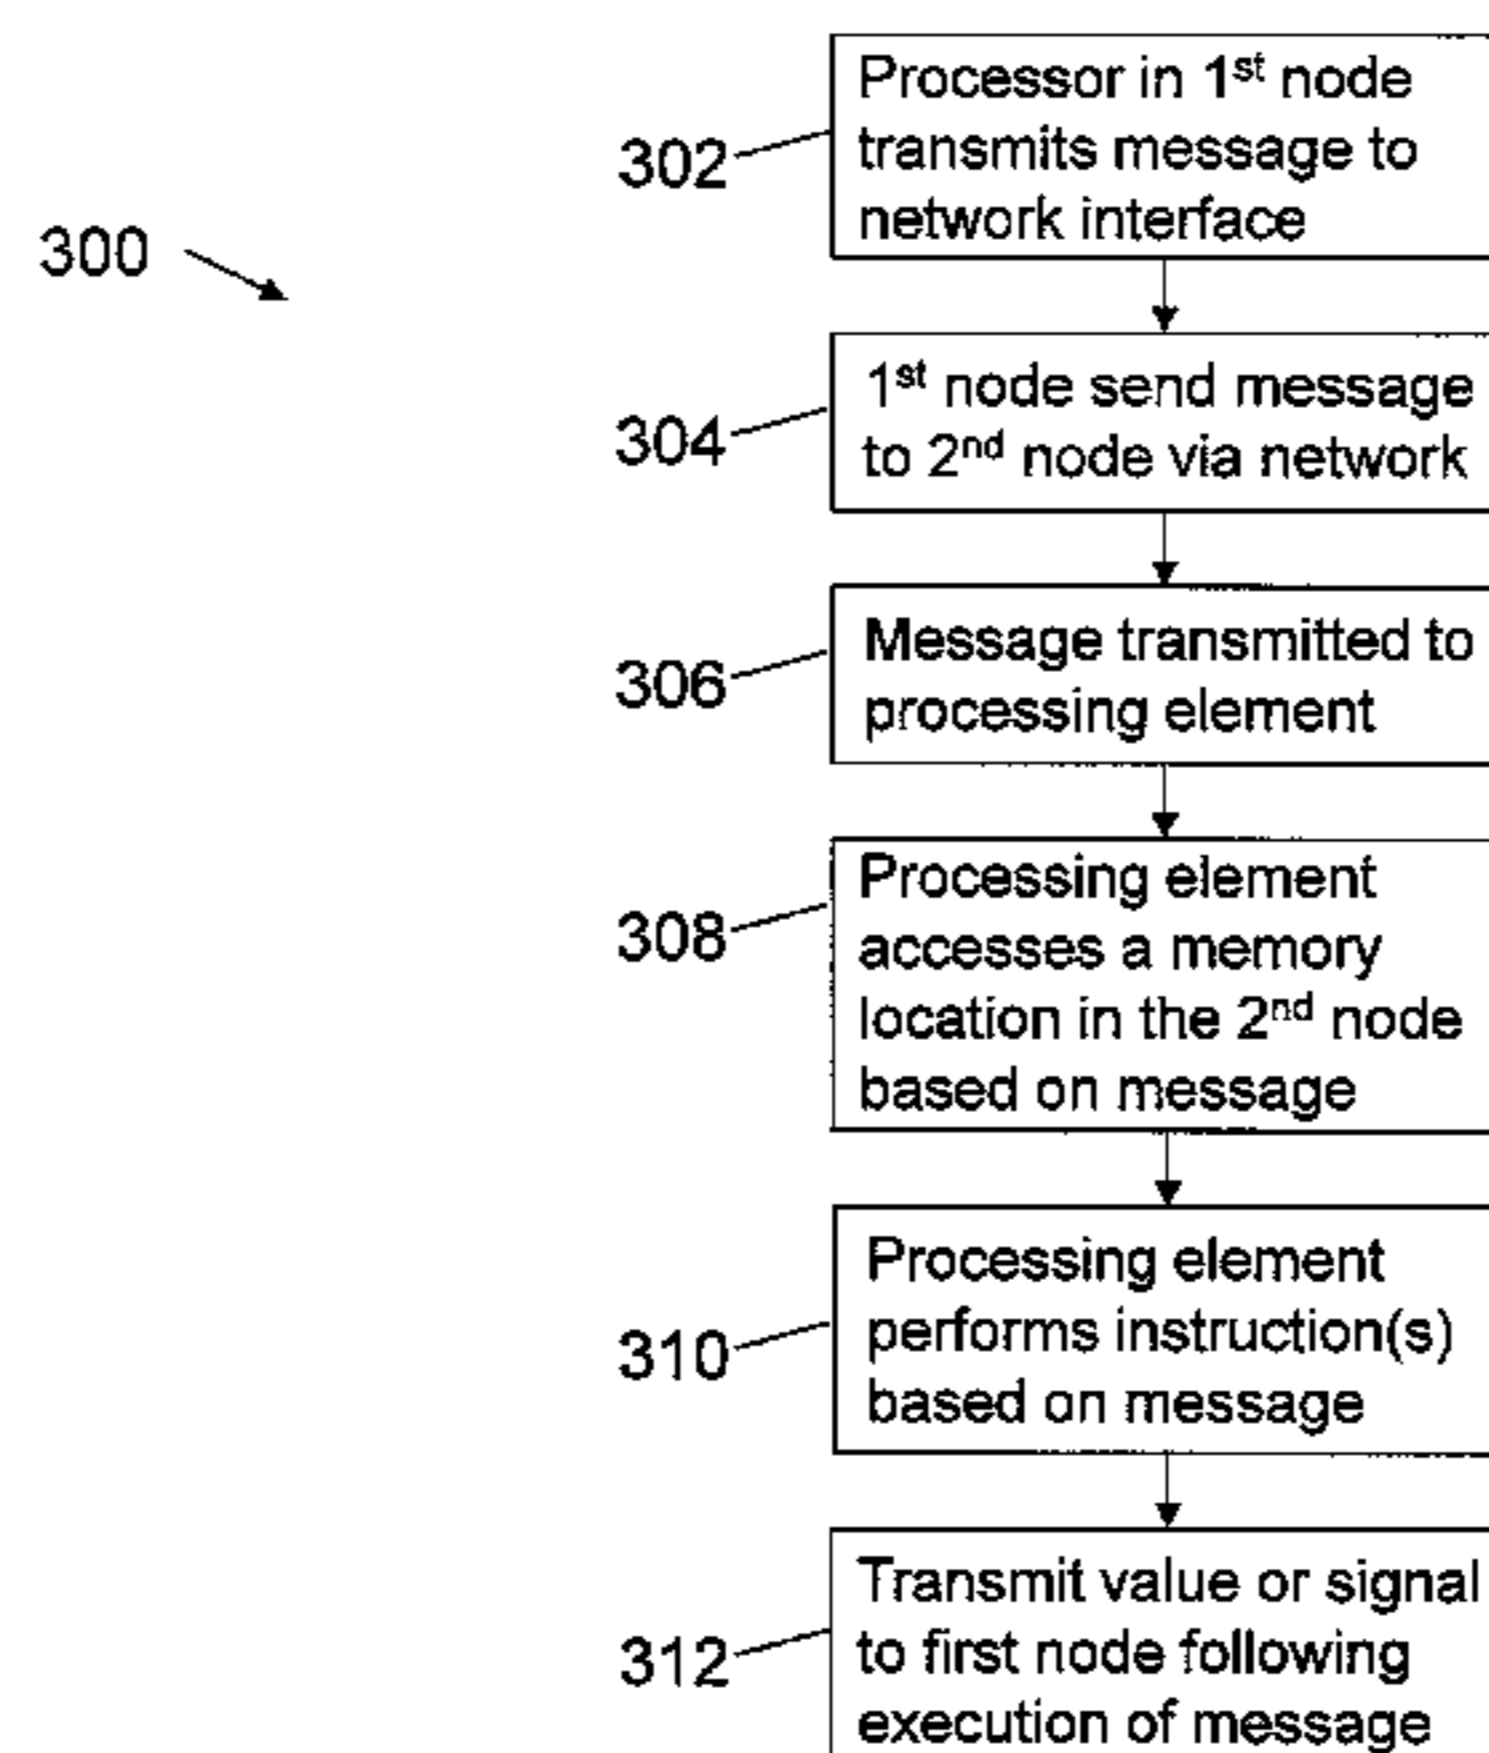 300
302
Processor in 1st node
transmits message to
network interface
304
1st node send message
to 2nd node via network
306
Message transmitted to
processing element
308
Processing element
accesses a memory
location in the 2nd node
based on message
310
Processing element
performs instruction(s)
based on message
312
Transmit value or signal
to first node following
execution of message